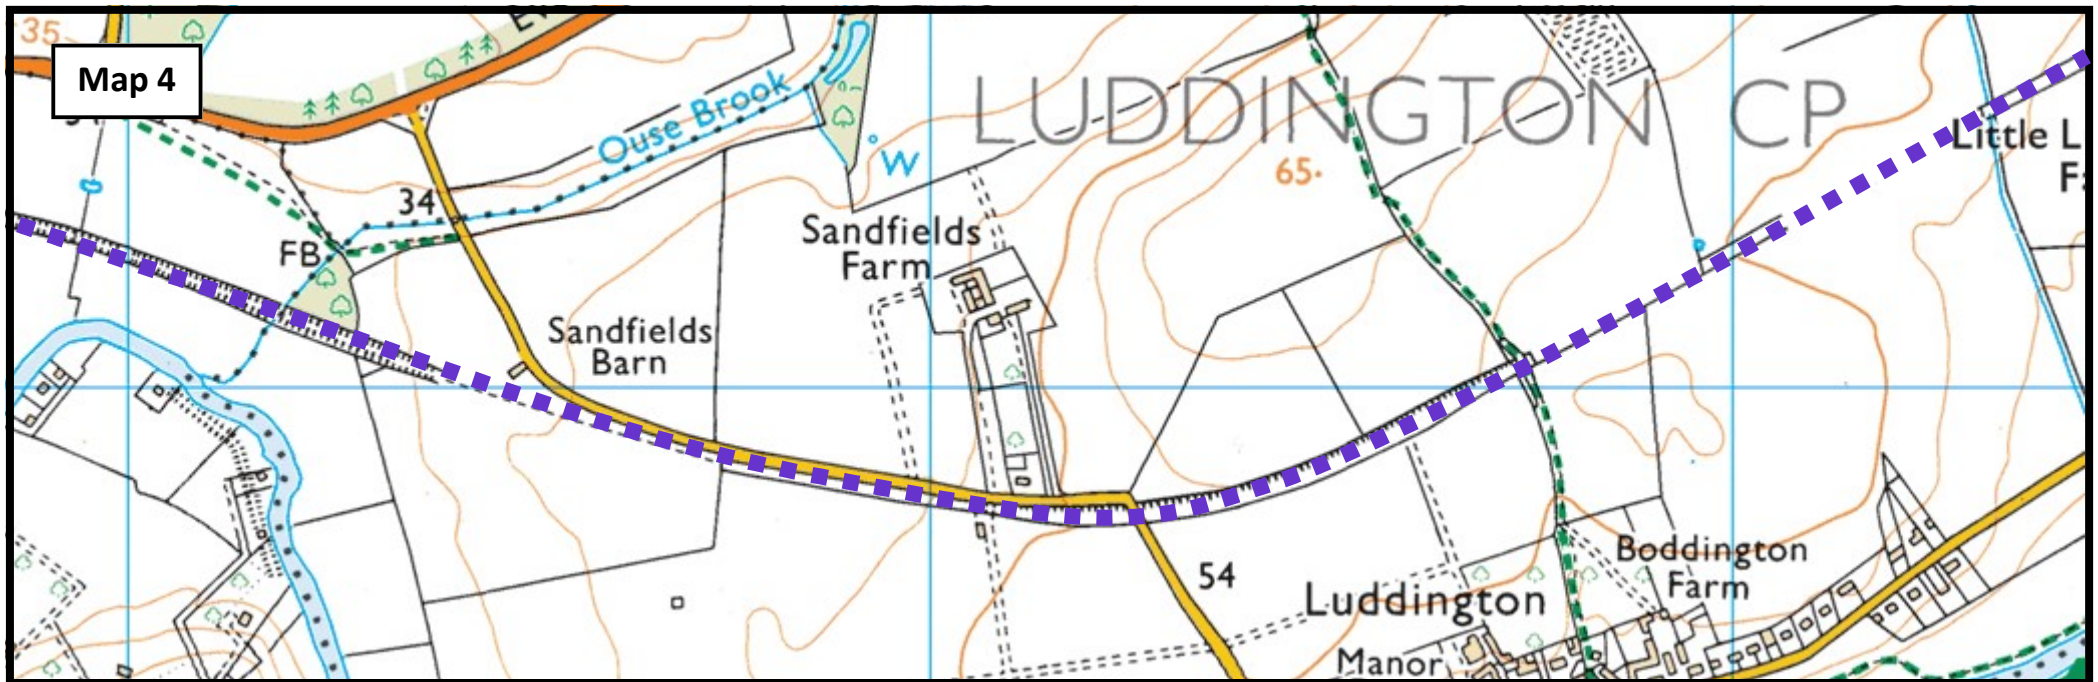 35
Map 4
Ouse Brook
LUDDINGTON CP
W
65
34
Little L
Sandfields
Farm
FB
Sandfields
Barn
54
Boddington
Farm
Luddington
Manor